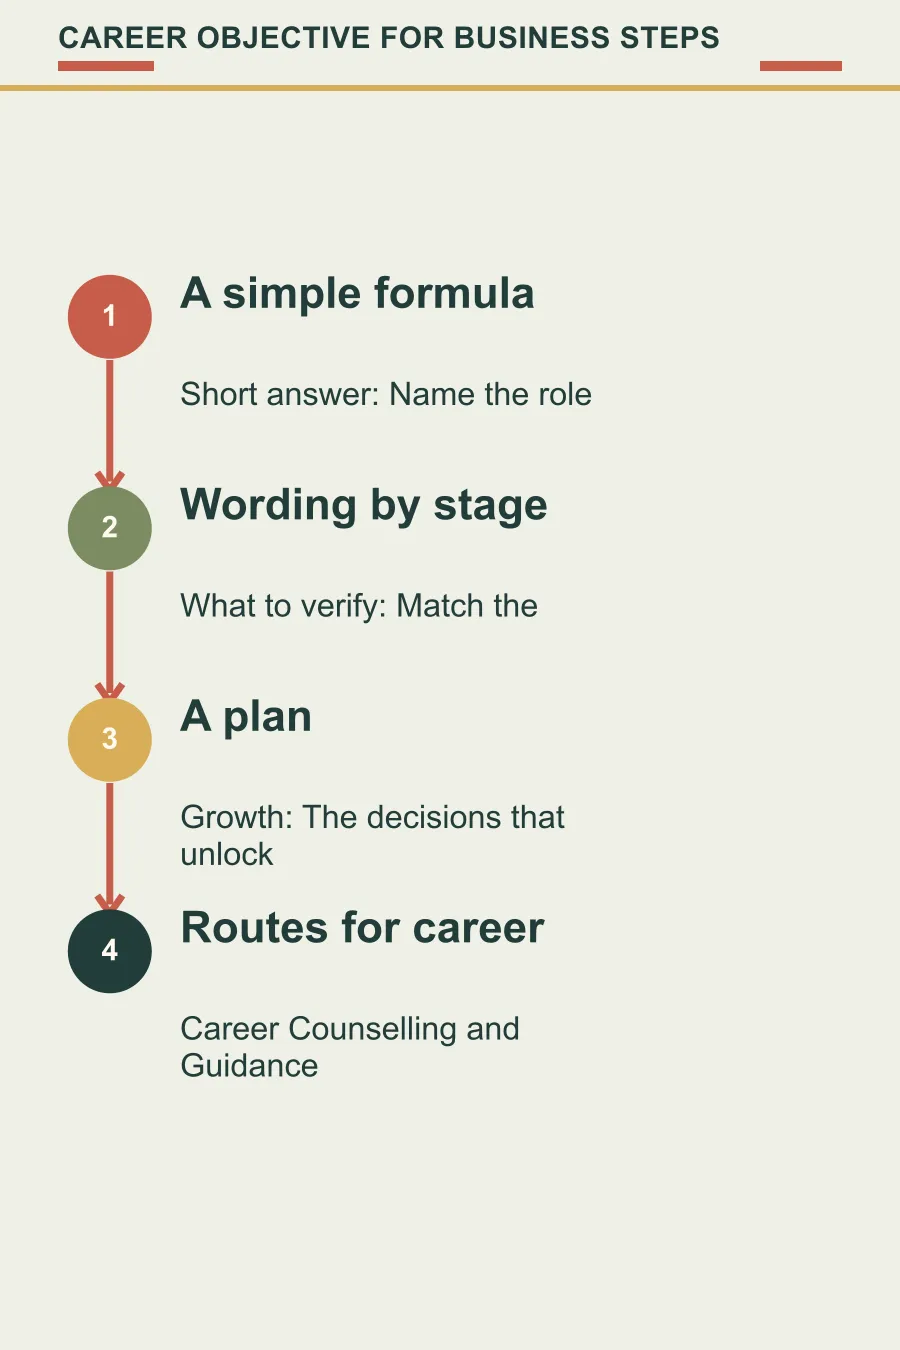 CAREER OBJECTIVE FOR BUSINESS STEPS
1
A simple formula
Short answer: Name the role
2
Wording by stage
What to verify: Match the
3
A plan
Growth: The decisions that
unlock
4
Routes for career
Career Counselling and
Guidance